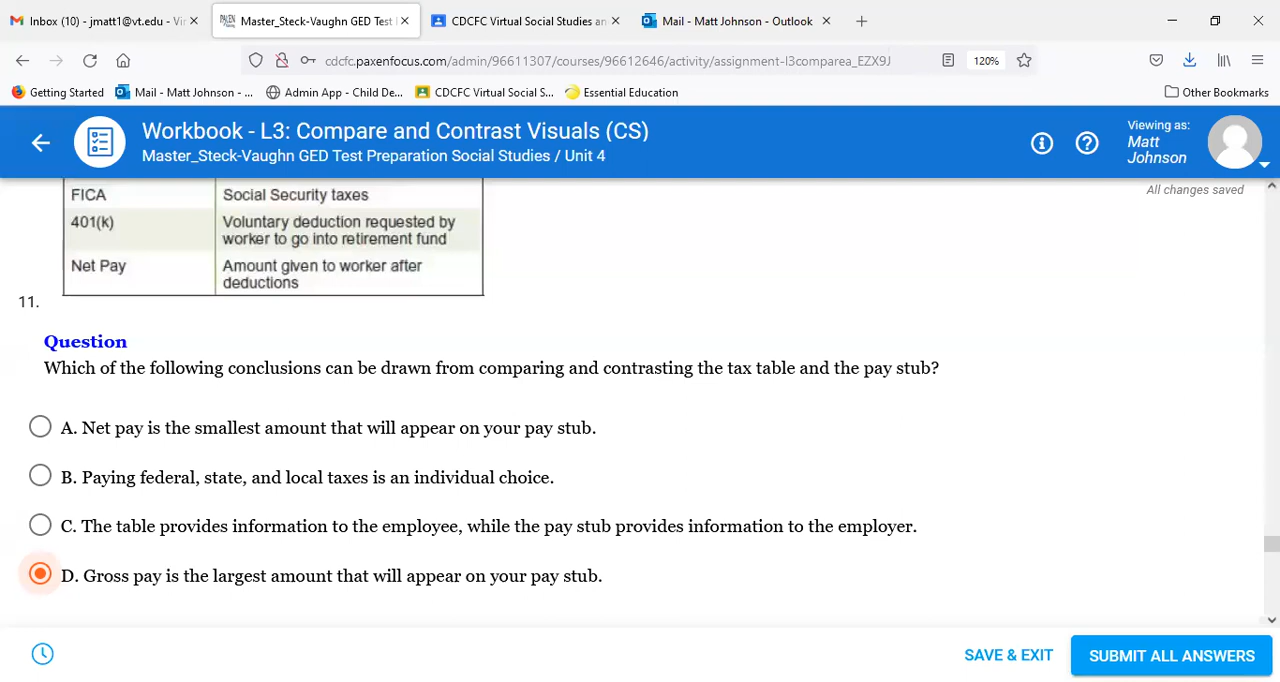 Inbox (10) - jmatt1@vt.edu - Vir
Master_Steck-Vaughn GED Test
CDCFC Virtual Social Studies an
Mail - Matt Johnson - Outlook
cdcfc.paxenfocus.com/admin/96611307/courses/96612646/activity/assignment-l3comparea_EZX9J
120%
Getting Started
Mail - Matt Johnson - ...
Admin App - Child De...
CDCFC Virtual Social S...
Essential Education
Other Bookmarks
Workbook - L3: Compare and Contrast Visuals (CS)
Master_Steck-Vaughn GED Test Preparation Social Studies / Unit 4
Viewing as:
Matt
Johnson
All changes saved
FICA Social Security taxes
401(k) Voluntary deduction requested by
worker to go into retirement fund
Net Pay Amount given to worker after
deductions
11.
Question
Which of the following conclusions can be drawn from comparing and contrasting the tax table and the pay stub?
A. Net pay is the smallest amount that will appear on your pay stub.
B. Paying federal, state, and local taxes is an individual choice.
C. The table provides information to the employee, while the pay stub provides information to the employer.
D. Gross pay is the largest amount that will appear on your pay stub.
SAVE & EXIT
SUBMIT ALL ANSWERS